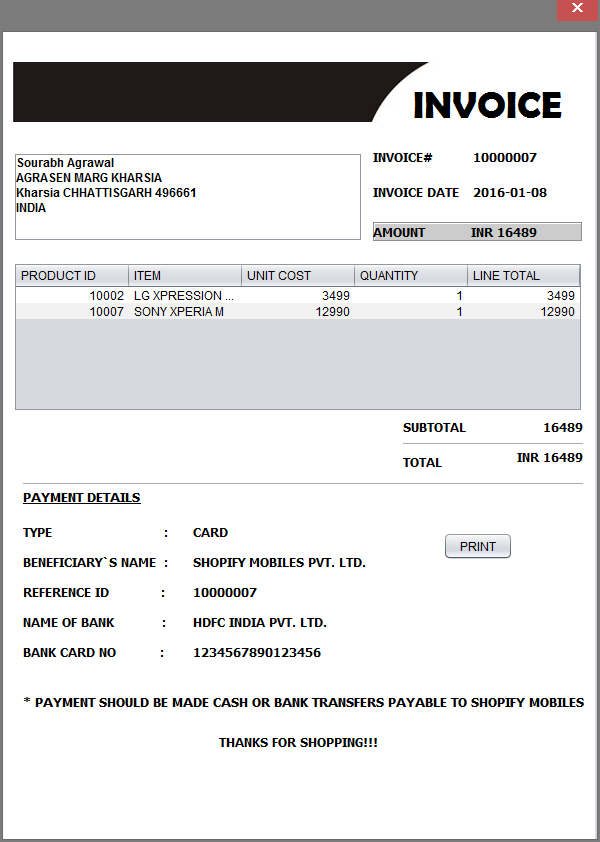 INVOICE
Sourabh Agrawal
AGRASEN MARG KHARSIA
Kharsia CHHATTISGARH 496661
INDIA
INVOICE# 10000007
INVOICE DATE 2016-01-08
AMOUNT INR 16489
PRODUCT ID ITEM UNIT COST QUANTITY LINE TOTAL
10002 LG XPRESSION ... 3499 1 3499
10007 SONY XPERIA M 12990 1 12990
SUBTOTAL 16489
TOTAL INR 16489
PAYMENT DETAILS
TYPE : CARD
PRINT
BENEFICIARY`S NAME : SHOPIFY MOBILES PVT. LTD.
REFERENCE ID : 10000007
NAME OF BANK : HDFC INDIA PVT. LTD.
BANK CARD NO : 1234567890123456
* PAYMENT SHOULD BE MADE CASH OR BANK TRANSFERS PAYABLE TO SHOPIFY MOBILES
THANKS FOR SHOPPING!!!